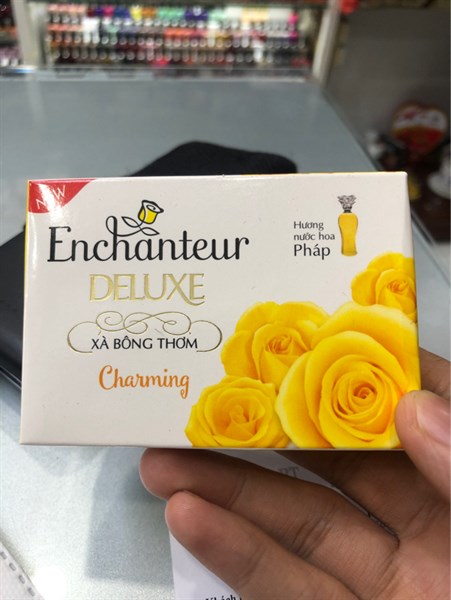 NEW
Enchanteur
DELUXE
XÀ BÔNG THƠM
Charming
Hương
nước hoa
Pháp